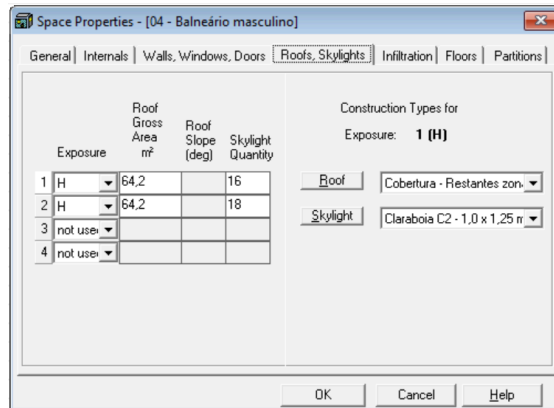 Space Properties - [04 - Balneário masculino]
General Internals Walls, Windows, Doors Roofs, Skylights Infiltration Floors Partitions
Exposure Roof Gross Area m² Roof Slope (deg) Skylight Quantity
1 H 64,2 16
2 H 64,2 18
3 not used
4 not used
Construction Types for
Exposure: 1 (H)
Roof Cobertura - Restantes zon
Skylight Claraboia C2 - 1,0 x 1,25 m
OK Cancel Help